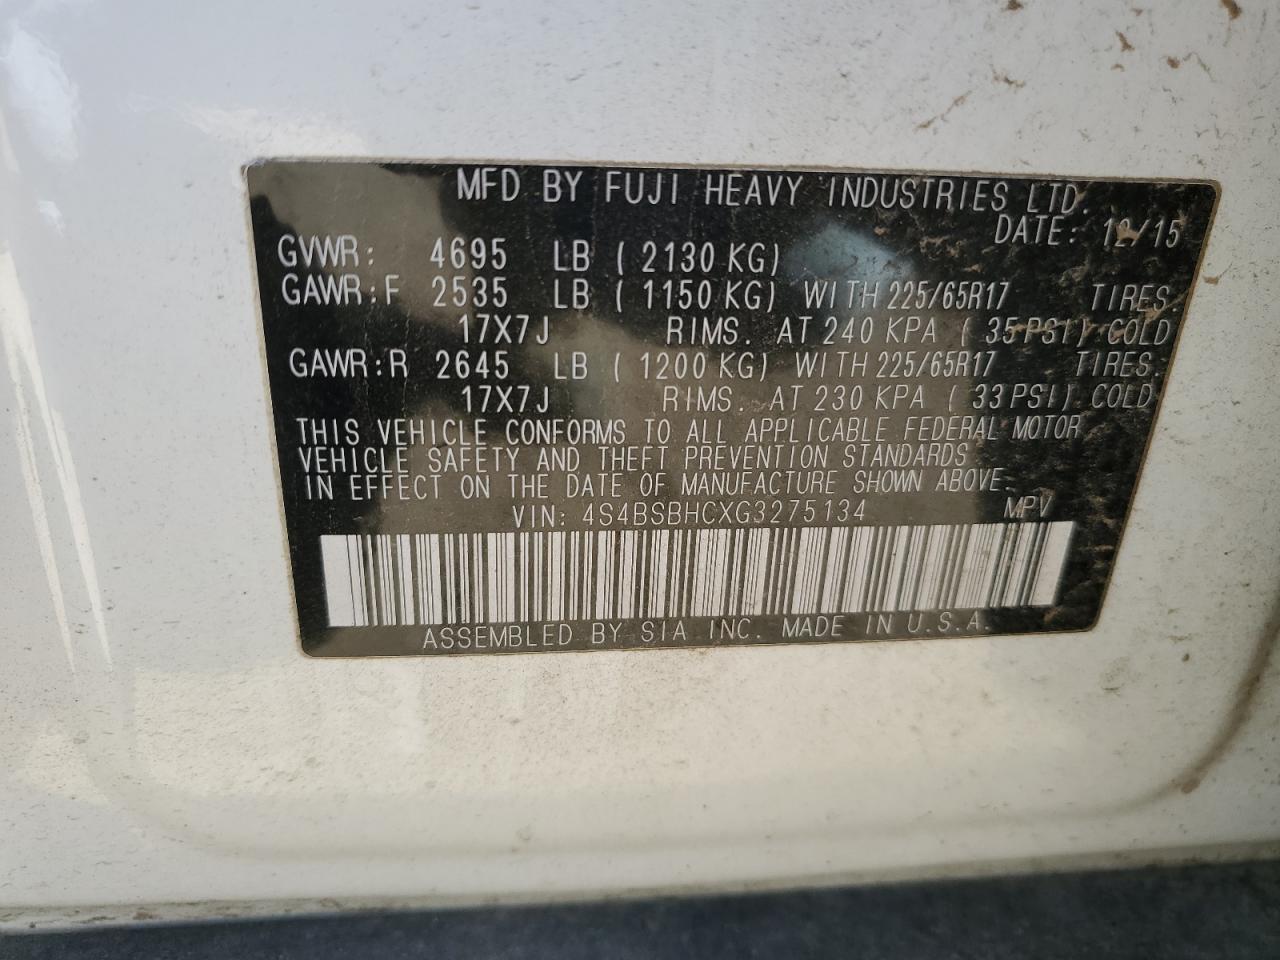 MFD BY FUJI HEAVY INDUSTRIES LTD.
DATE: 12/15
GVWR: 4695 LB ( 2130 KG)
GAWR:F 2535 LB ( 1150 KG) WITH 225/65R17 TIRES.
17X7J RIMS. AT 240 KPA ( 35 PSI) COLD
GAWR:R 2645 LB ( 1200 KG) WITH 225/65R17 TIRES.
17X7J RIMS. AT 230 KPA ( 33 PSI) COLD
THIS VEHICLE CONFORMS TO ALL APPLICABLE FEDERAL MOTOR
VEHICLE SAFETY AND THEFT PREVENTION STANDARDS
IN EFFECT ON THE DATE OF MANUFACTURE SHOWN ABOVE.
VIN: 4S4BSBHCXG3275134 MPV
ASSEMBLED BY SIA INC. MADE IN U.S.A.